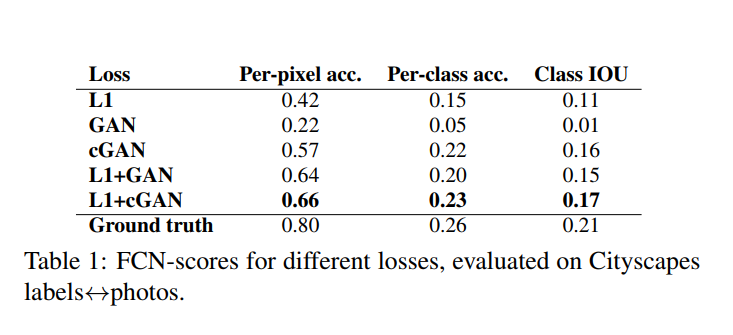 Loss Per-pixel acc. Per-class acc. Class IOU
L1 0.42 0.15 0.11
GAN 0.22 0.05 0.01
cGAN 0.57 0.22 0.16
L1+GAN 0.64 0.20 0.15
L1+cGAN 0.66 0.23 0.17
Ground truth 0.80 0.26 0.21
Table 1: FCN-scores for different losses, evaluated on Cityscapes
labels↔photos.